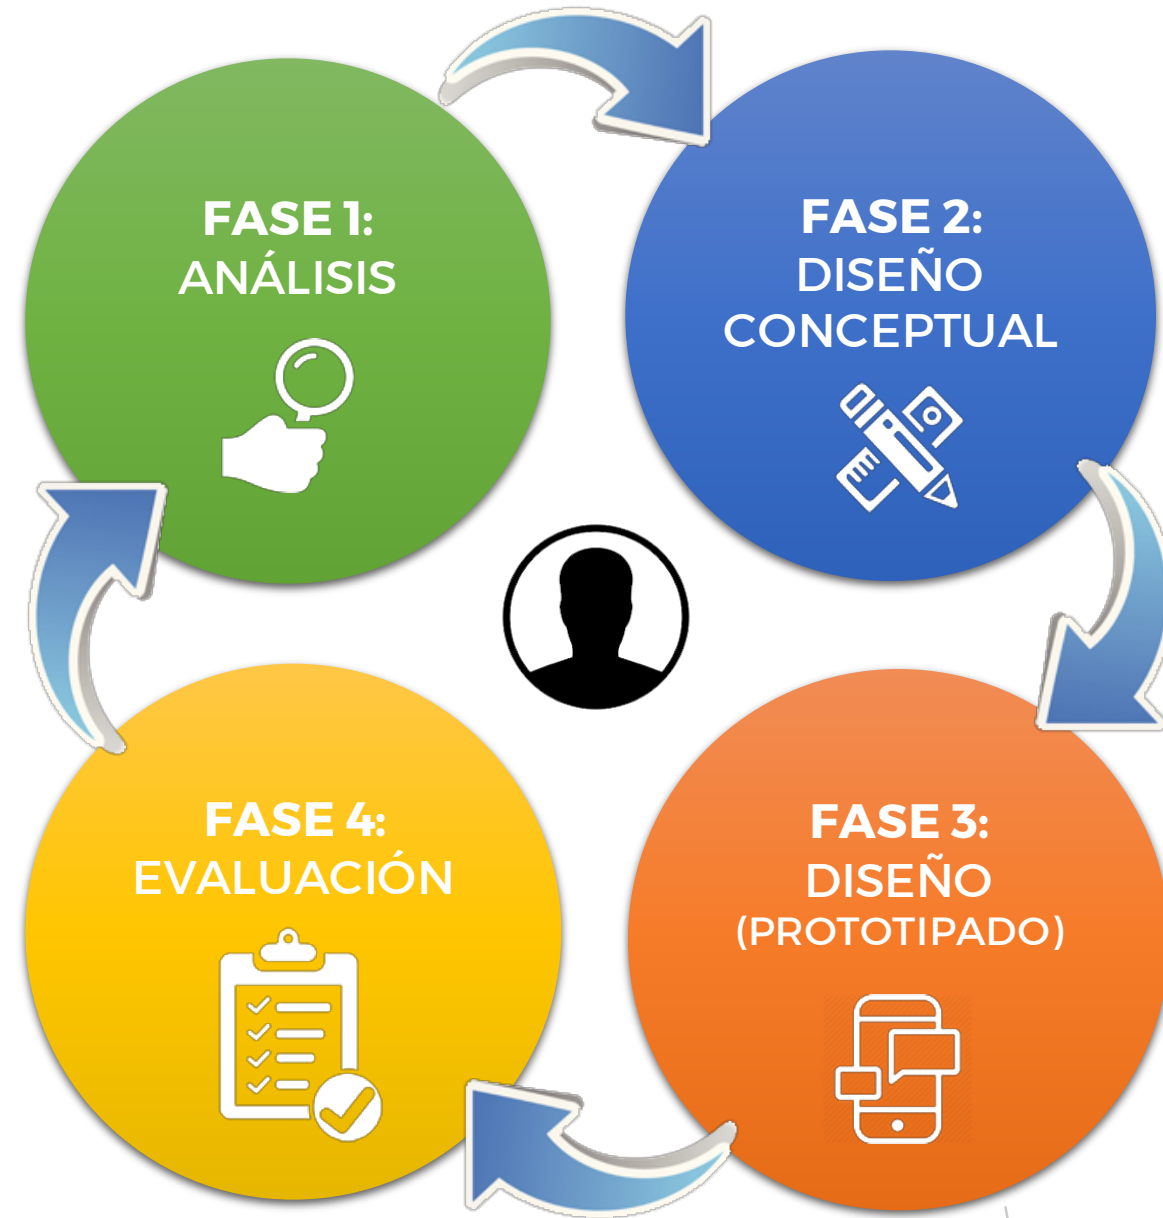 FASE 1:
ANÁLISIS
FASE 2:
DISEÑO
CONCEPTUAL
FASE 3:
DISEÑO
(PROTOTIPADO)
FASE 4:
EVALUACIÓN